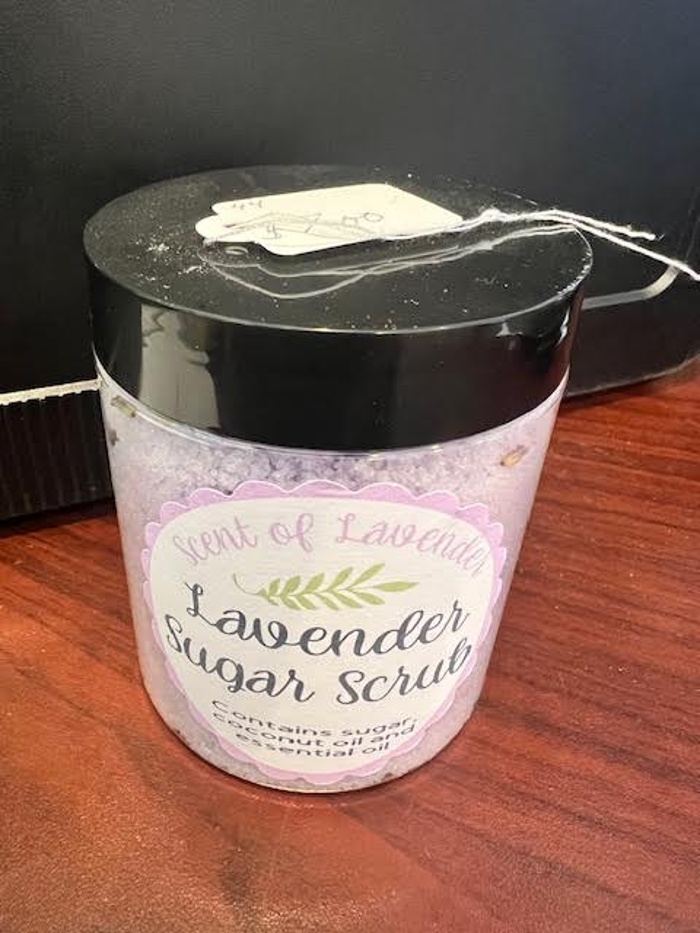 Scent of Lavender
Lavender
Sugar Scrub
Contains sugar,
coconut oil and
essential oil